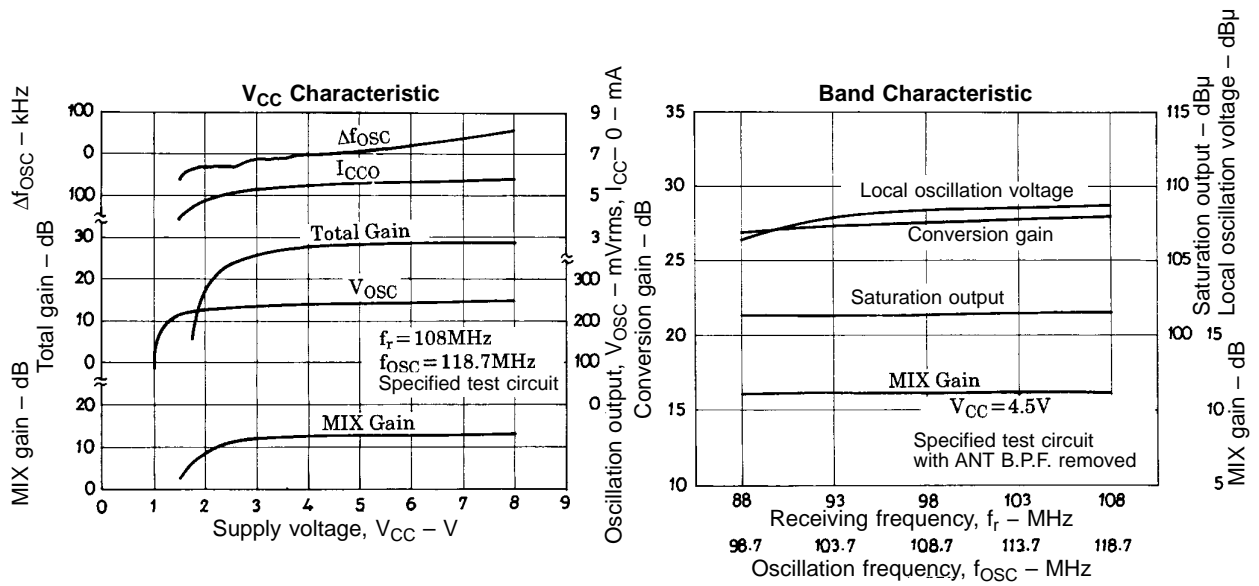 V_CC Characteristic
Δf_OSC – kHz
Total gain – dB
MIX gain – dB
100
0
100
30
20
10
0
20
10
0
≈
≈
≈
Δf_OSC
I_CCO
Total Gain
V_OSC
f_r=108MHz
f_OSC=118.7MHz
Specified test circuit
MIX Gain
9
8
7
6
5
3
≈
300
200
100
0
Oscillation output, V_OSC – mVrms, I_CC– 0 – mA
0 1 2 3 4 5 6 7 8 9
Supply voltage, V_CC – V
Band Characteristic
Conversion gain – dB
35
30
25
20
15
10
Local oscillation voltage
Conversion gain
Saturation output
MIX Gain
V_CC=4.5V
Specified test circuit
with ANT B.P.F. removed
115
110
105
100
15
10
5
Saturation output – dBμ
Local oscillation voltage – dBμ
MIX gain – dB
88 93 98 103 108
Receiving frequency, f_r – MHz
98.7 103.7 108.7 113.7 118.7
Oscillation frequency, f_OSC – MHz